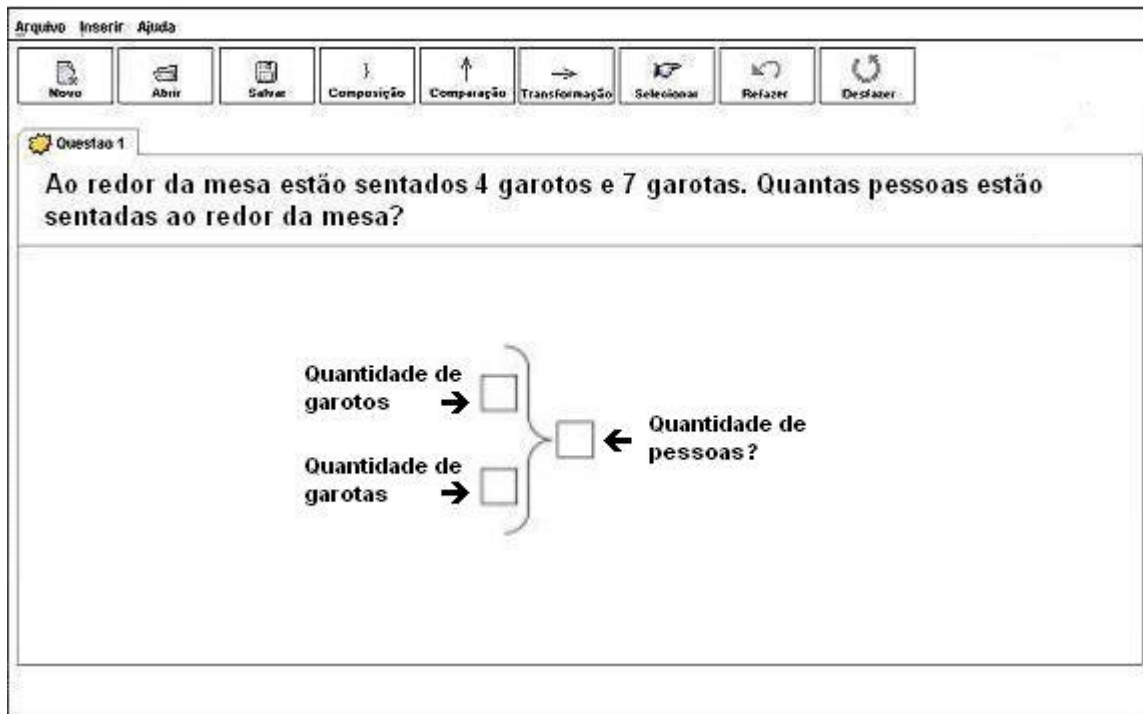 Arquivo Inserir Ajuda
Novo Abrir Salvar Composição Comparação Transformação Selecionar Refazer Desfazer
Questao 1
Ao redor da mesa estão sentados 4 garotos e 7 garotas. Quantas pessoas estão
sentadas ao redor da mesa?
Quantidade de
garotos
Quantidade de
pessoas?
Quantidade de
garotas